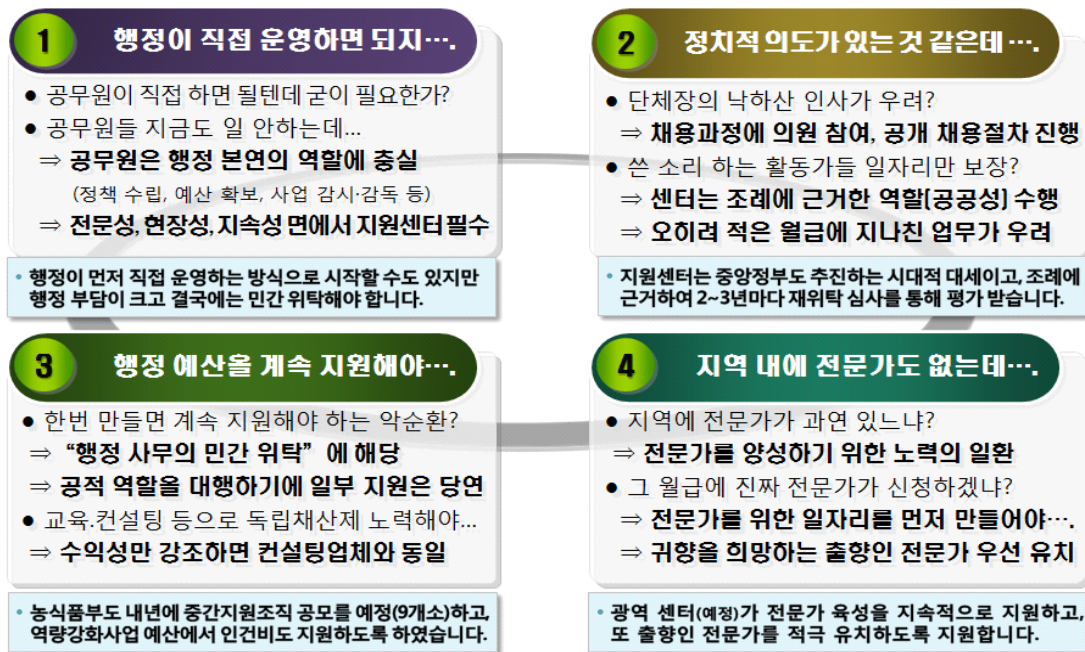 1 행정이 직접 운영하면 되지….
● 공무원이 직접 하면 될텐데 굳이 필요한가?
● 공무원들 지금도 일 안하는데...
⇒ 공무원은 행정 본연의 역할에 충실
(정책 수립, 예산 확보, 사업 감시·감독 등)
⇒ 전문성, 현장성, 지속성 면에서 지원센터 필수
• 행정이 먼저 직접 운영하는 방식으로 시작할 수도 있지만
행정 부담이 크고 결국에는 민간 위탁해야 합니다.
2 정치적 의도가 있는 것 같은데….
● 단체장의 낙하산 인사가 우려?
⇒ 채용과정에 의원 참여, 공개 채용절차 진행
● 쓴 소리 하는 활동가들 일자리만 보장?
⇒ 센터는 조례에 근거한 역할(공공성) 수행
⇒ 오히려 적은 월급에 지나친 업무가 우려
• 지원센터는 중앙정부도 추진하는 시대적 대세이고, 조례에
근거하여 2~3년마다 재위탁 심사를 통해 평가 받습니다.
3 행정 예산을 계속 지원해야….
● 한번 만들면 계속 지원해야 하는 악순환?
⇒ “행정 사무의 민간 위탁”에 해당
⇒ 공적 역할을 대행하기에 일부 지원은 당연
● 교육.컨설팅 등으로 독립채산제 노력해야...
⇒ 수익성만 강조하면 컨설팅업체와 동일
• 농식품부도 내년에 중간지원조직 공모를 예정(9개소)하고,
역량강화사업 예산에서 인건비도 지원하도록 하였습니다.
4 지역 내에 전문가도 없는데….
● 지역에 전문가가 과연 있느냐?
⇒ 전문가를 양성하기 위한 노력의 일환
● 그 월급에 진짜 전문가가 신청하겠냐?
⇒ 전문가를 위한 일자리를 먼저 만들어야….
⇒ 귀향을 희망하는 출향인 전문가 우선 유치
• 광역 센터(예정)가 전문가 육성을 지속적으로 지원하고,
또 출향인 전문가를 적극 유치하도록 지원합니다.